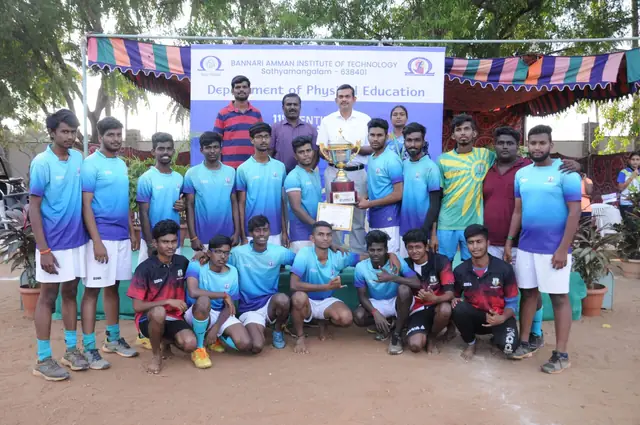 BANNARI AMMAN INSTITUTE OF TECHNOLOGY
Sathyamangalam - 638401
Department of Physical Education